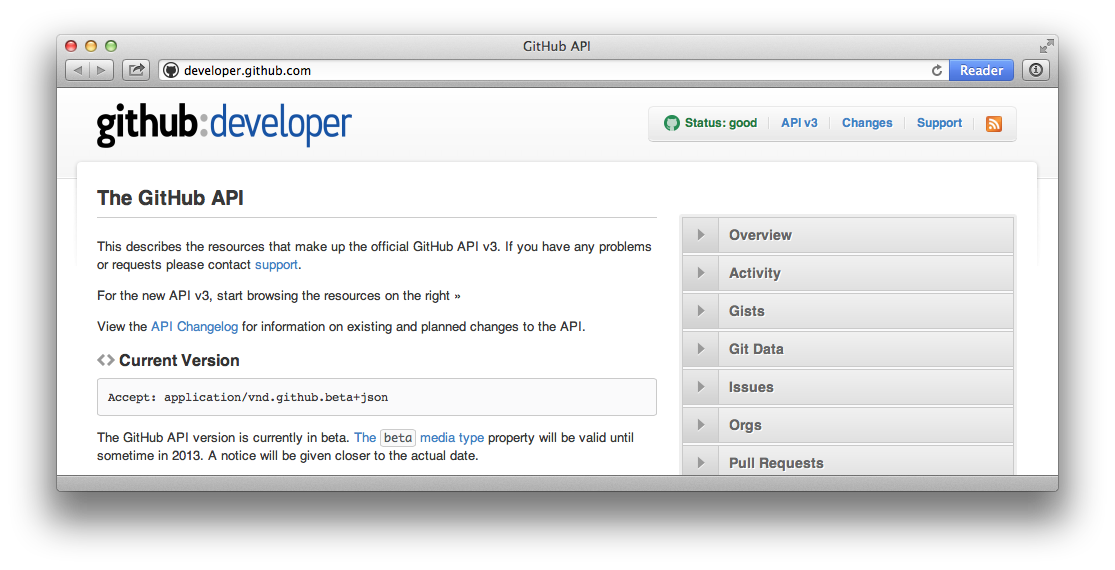 GitHub API
developer.github.com
Reader
github:developer
Status: good
API v3
Changes
Support
The GitHub API
This describes the resources that make up the official GitHub API v3. If you have any problems
or requests please contact support.
For the new API v3, start browsing the resources on the right »
View the API Changelog for information on existing and planned changes to the API.
<> Current Version
Accept: application/vnd.github.beta+json
The GitHub API version is currently in beta. The beta media type property will be valid until
sometime in 2013. A notice will be given closer to the actual date.
Overview
Activity
Gists
Git Data
Issues
Orgs
Pull Requests